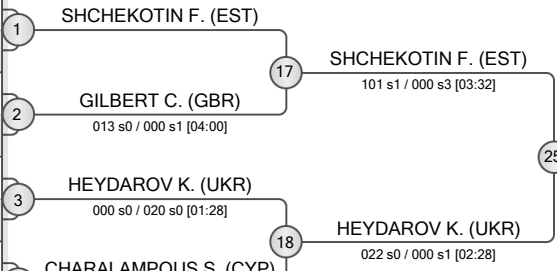 SHCHEKOTIN F. (EST)
1
17
SHCHEKOTIN F. (EST)
101 s1 / 000 s3 [03:32]
GILBERT C. (GBR)
2
013 s0 / 000 s1 [04:00]
25
HEYDAROV K. (UKR)
3
000 s0 / 020 s0 [01:28]
18
HEYDAROV K. (UKR)
022 s0 / 000 s1 [02:28]
CHARALAMPOUS S. (CYP)